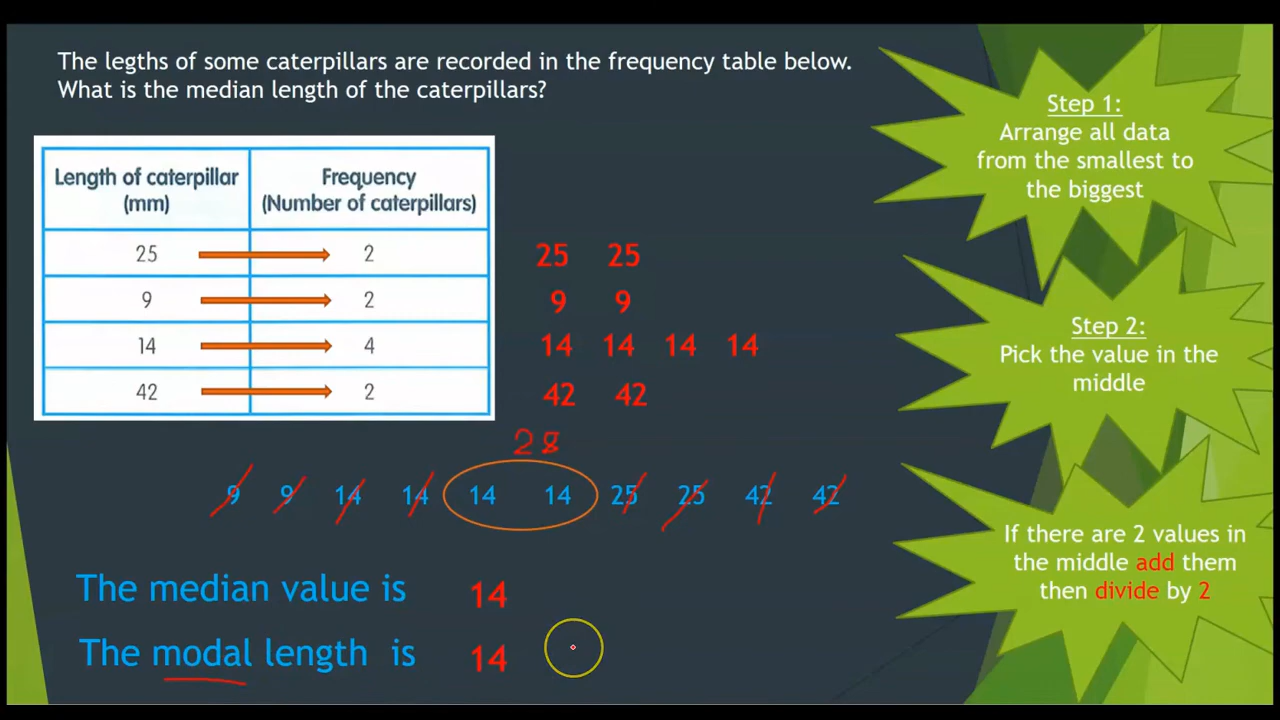 The legths of some caterpillars are recorded in the frequency table below.
What is the median length of the caterpillars?
Length of caterpillar (mm) Frequency (Number of caterpillars)
25 2
9 2
14 4
42 2
25 25
9 9
14 14 14 14
42 42
28
9 9 14 14 14 14 25 25 42 42
The median value is 14
The modal length is 14
Step 1:
Arrange all data
from the smallest to
the biggest
Step 2:
Pick the value in the
middle
If there are 2 values in
the middle add them
then divide by 2